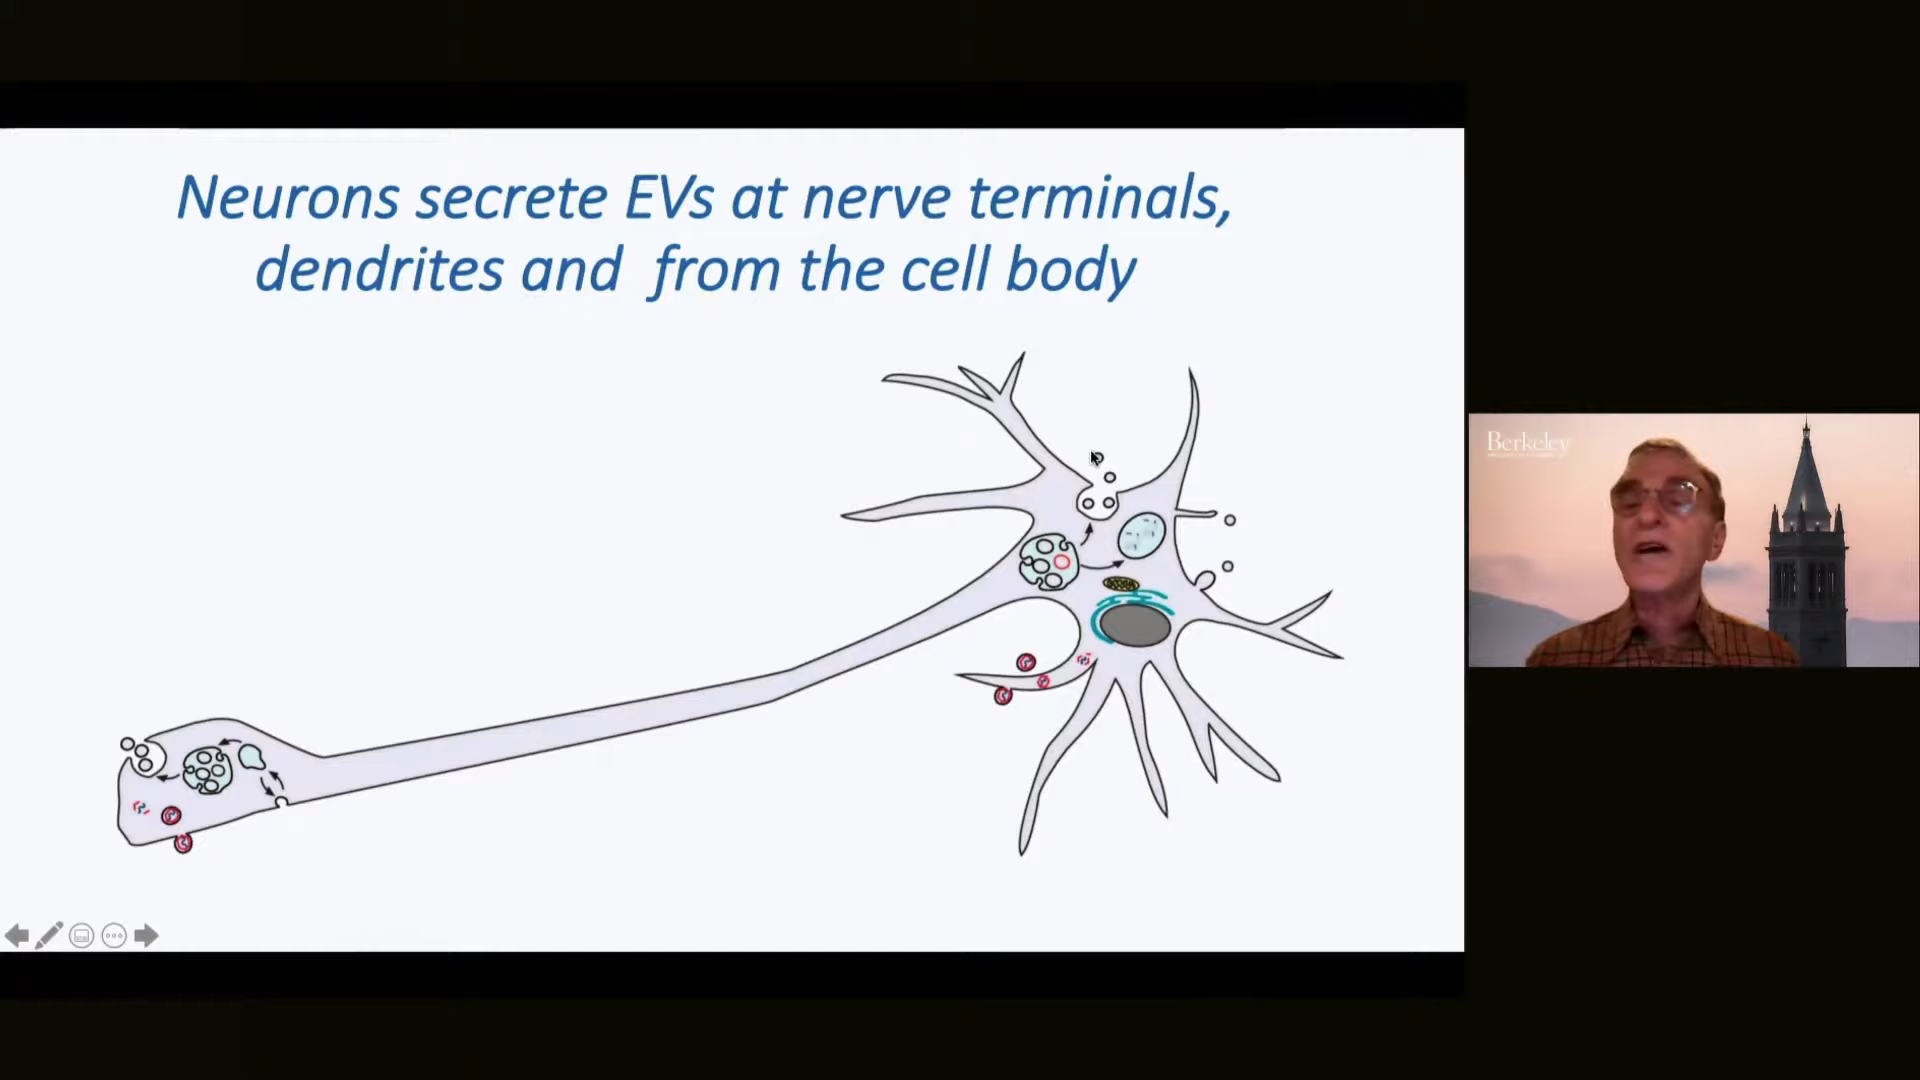 Neurons secrete EVs at nerve terminals,
dendrites and from the cell body
Berkeley